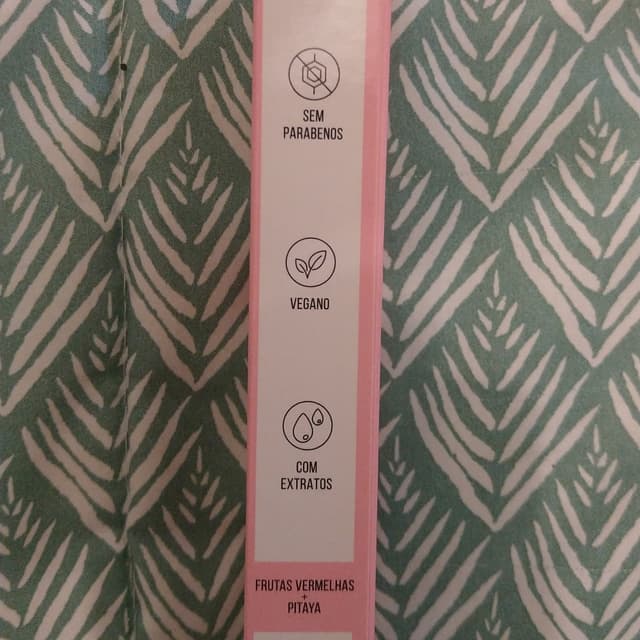 SEM
PARABENOS
VEGANO
COM
EXTRATOS
FRUTAS VERMELHAS
+
PITAYA